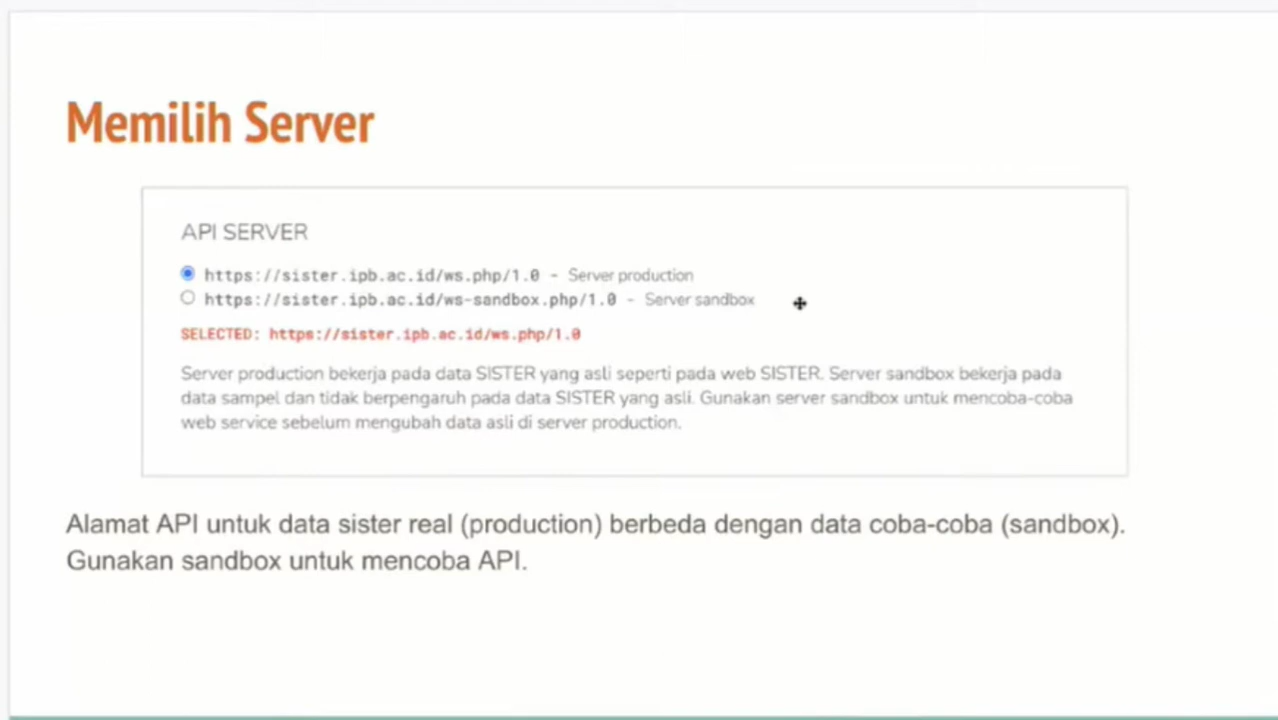 Memilih Server
API SERVER
https://sister.ipb.ac.id/ws.php/1.0 - Server production
https://sister.ipb.ac.id/ws-sandbox.php/1.0 - Server sandbox
SELECTED: https://sister.ipb.ac.id/ws.php/1.0
Server production bekerja pada data SISTER yang asli seperti pada web SISTER. Server sandbox bekerja pada
data sampel dan tidak berpengaruh pada data SISTER yang asli. Gunakan server sandbox untuk mencoba-coba
web service sebelum mengubah data asli di server production.
Alamat API untuk data sister real (production) berbeda dengan data coba-coba (sandbox).
Gunakan sandbox untuk mencoba API.